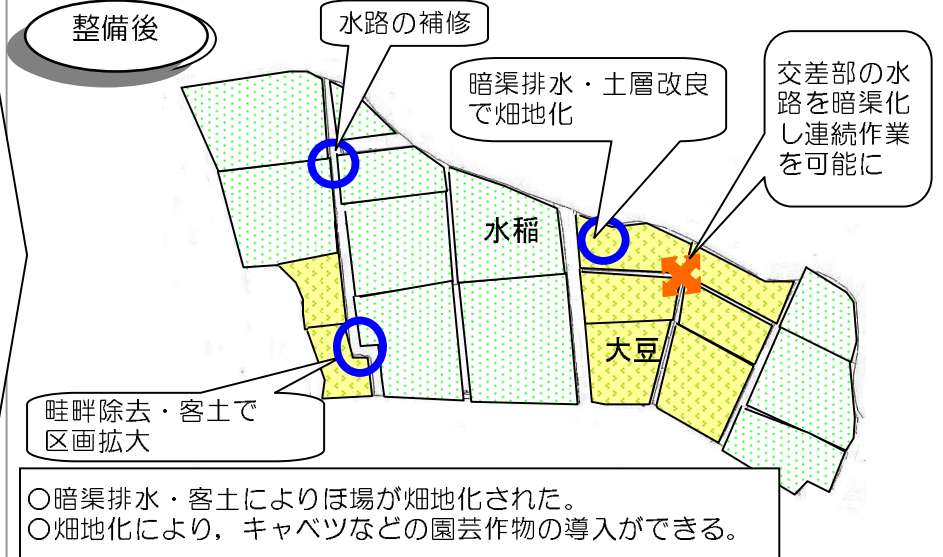 整備後
水路の補修
暗渠排水・土層改良
で畑地化
交差部の水
路を暗渠化
し連続作業
を可能に
水稲
大豆
畦畔除去・客土で
区画拡大
○暗渠排水・客土によりほ場が畑地化された。
○畑地化により，キャベツなどの園芸作物の導入ができる。